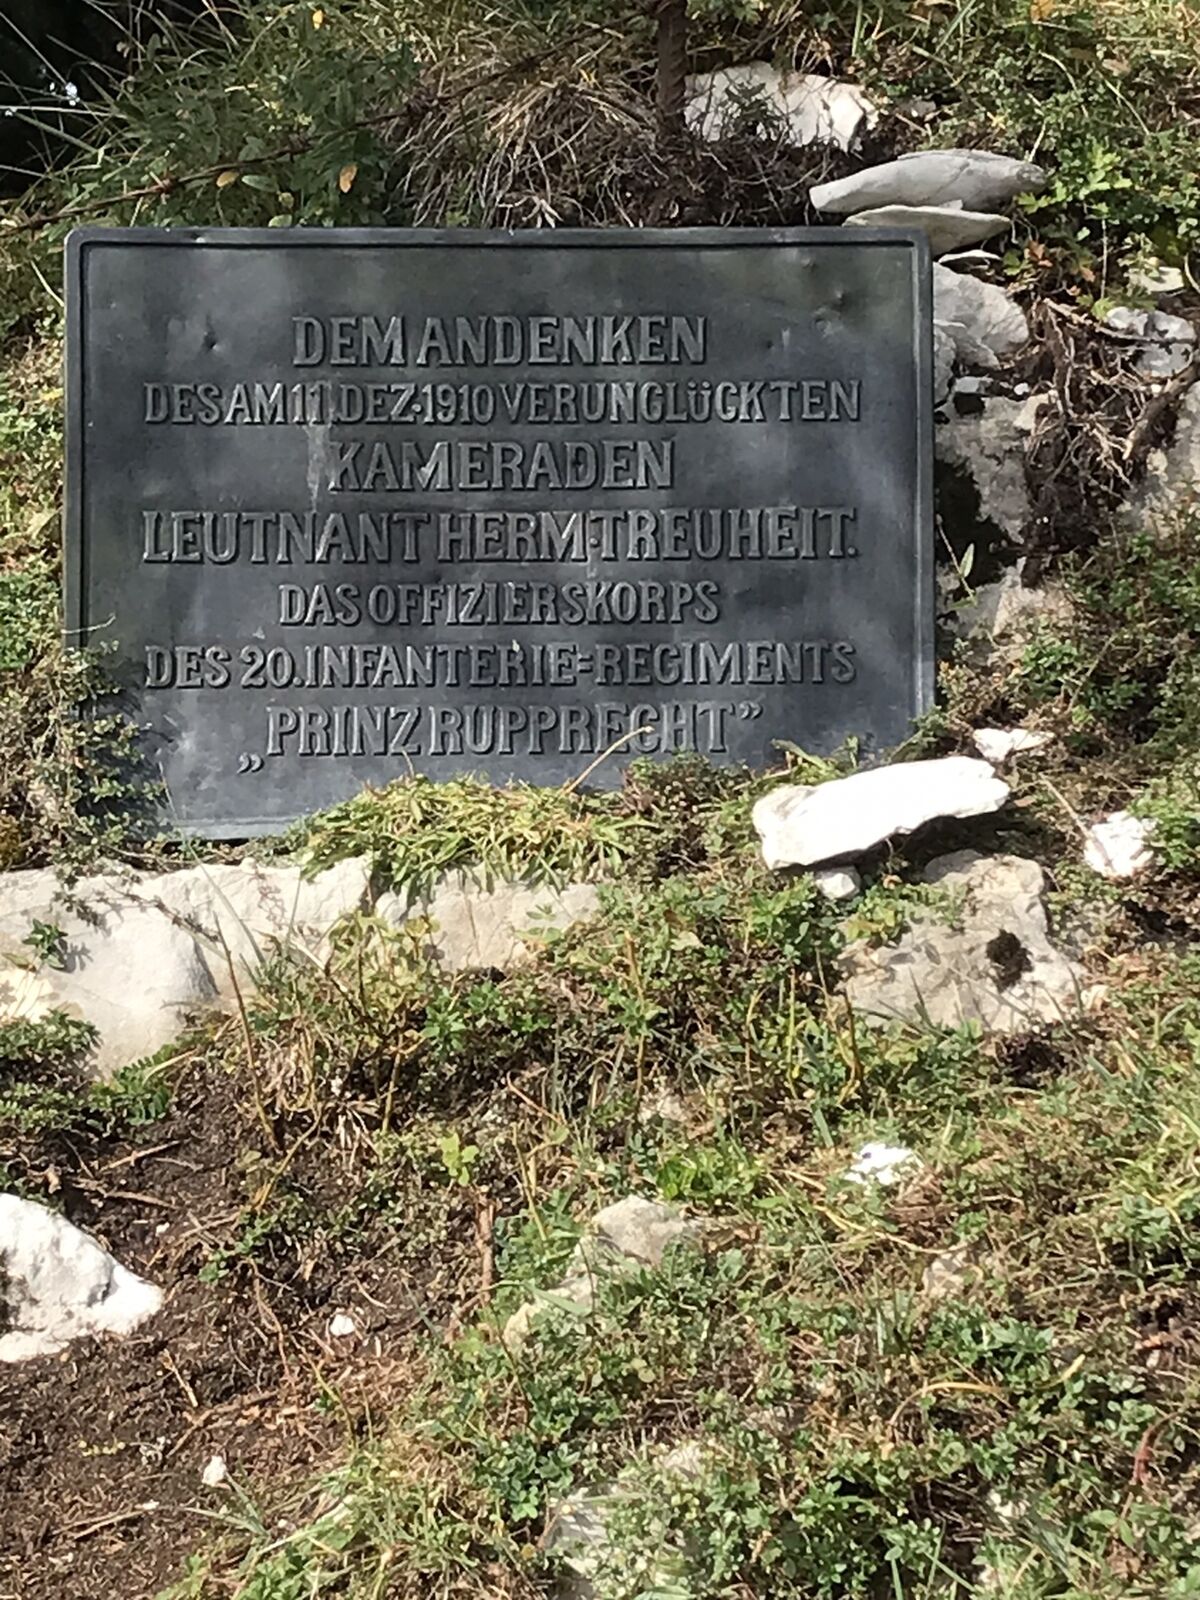 DEM ANDENKEN
DES AM 11. DEZ. 1910 VERUNGLÜCKTEN
KAMERADEN
LEUTNANT HERM. TREUHEIT.
DAS OFFIZIERSKORPS
DES 20. INFANTERIE=REGIMENTS
„PRINZ RUPPRECHT”